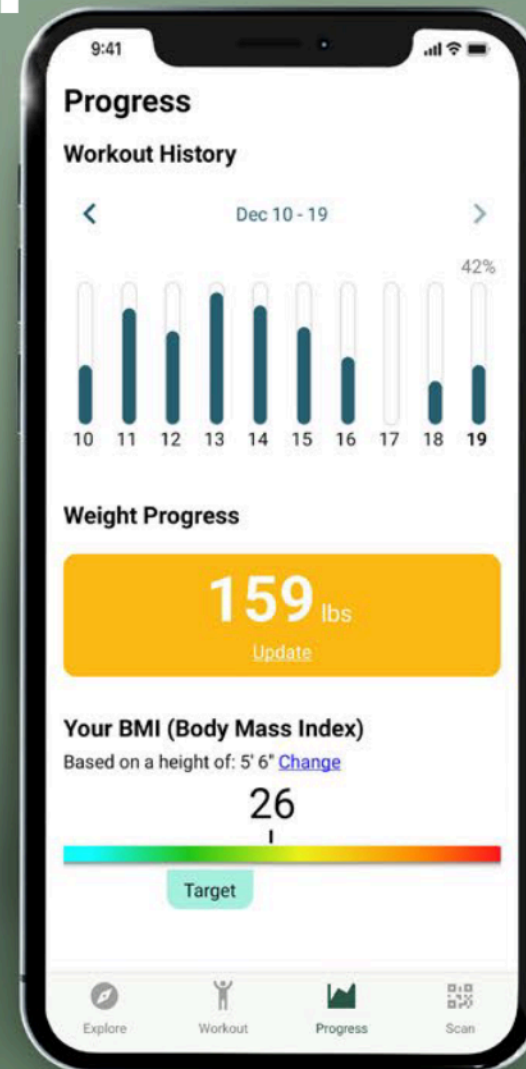 9:41
Progress
Workout History
Dec 10 - 19
42%
10 11 12 13 14 15 16 17 18 19
Weight Progress
159 lbs
Update
Your BMI (Body Mass Index)
Based on a height of: 5' 6" Change
26
Target
Explore Workout Progress Scan